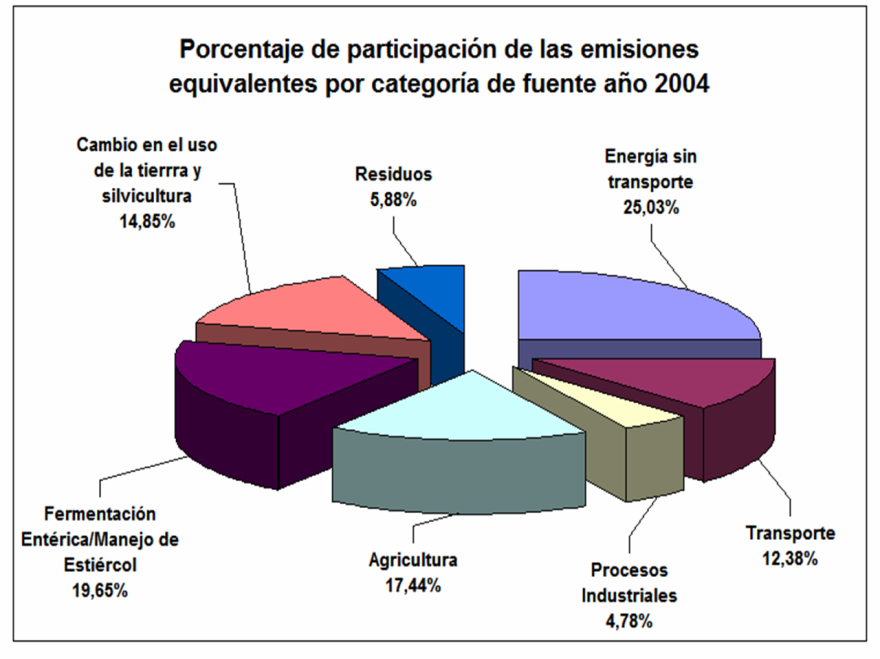 Porcentaje de participación de las emisiones
equivalentes por categoría de fuente año 2004
Cambio en el uso
de la tierrra y
silvicultura
14,85%
Residuos
5,88%
Energía sin
transporte
25,03%
Fermentación
Entérica/Manejo de
Estiércol
19,65%
Agricultura
17,44%
Procesos
Industriales
4,78%
Transporte
12,38%